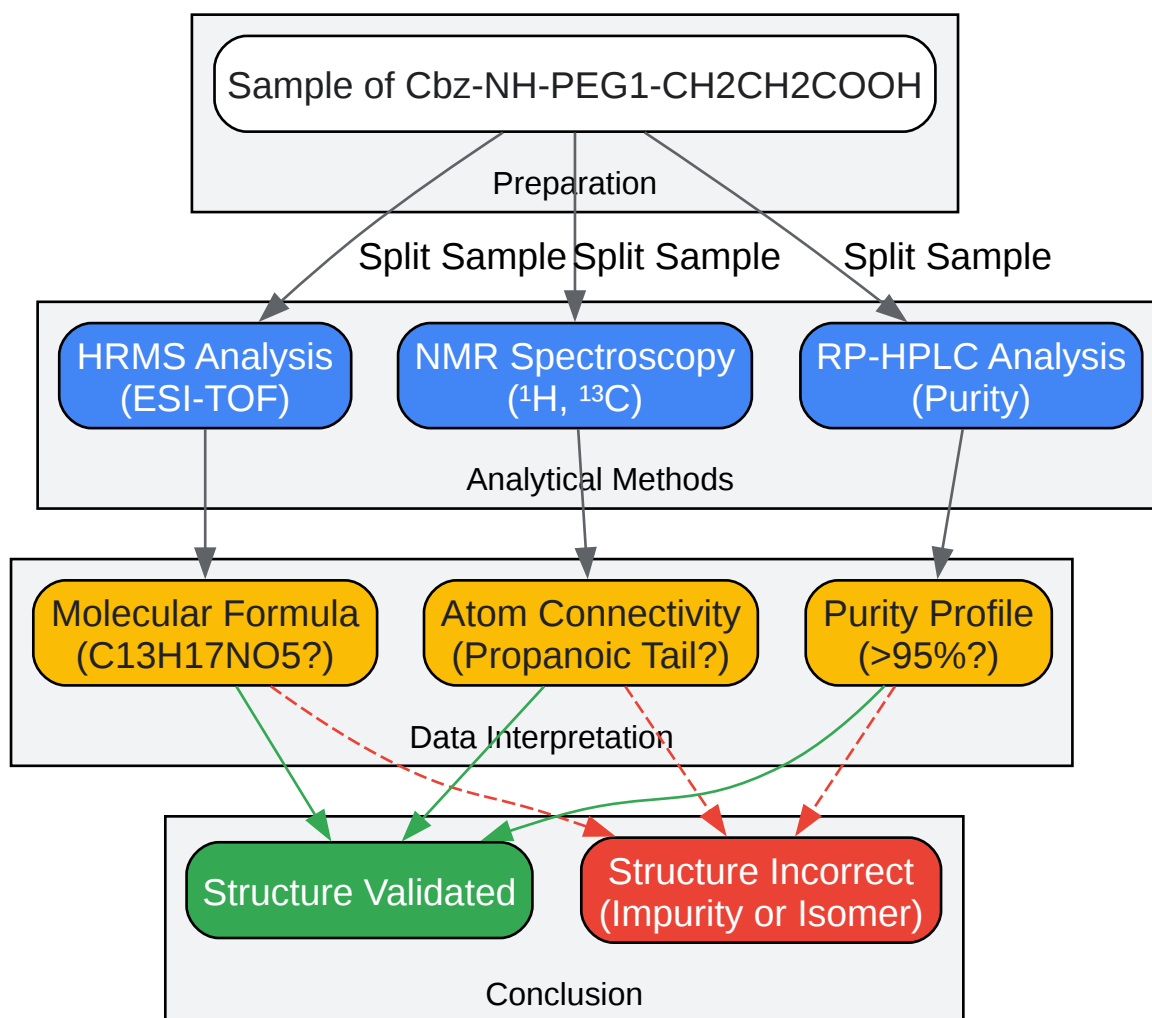 Sample of Cbz-NH-PEG1-CH2CH2COOH
Preparation
Split Sample
Split Sample
Split Sample
HRMS Analysis
(ESI-TOF)
NMR Spectroscopy
(¹H, ¹³C)
RP-HPLC Analysis
(Purity)
Analytical Methods
Molecular Formula
(C13H17NO5?)
Atom Connectivity
(Propanoic Tail?)
Purity Profile
(>95%?)
Data Interpretation
Structure Validated
Structure Incorrect
(Impurity or Isomer)
Conclusion